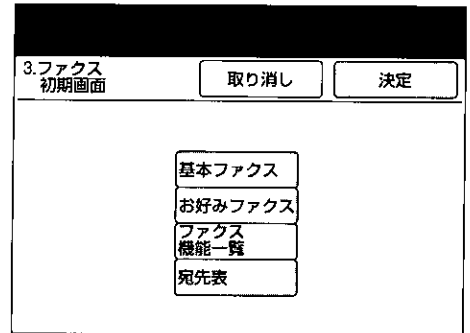 3.ファクス
初期画面
取り消し
決定
基本ファクス
お好みファクス
ファクス
機能一覧
宛先表